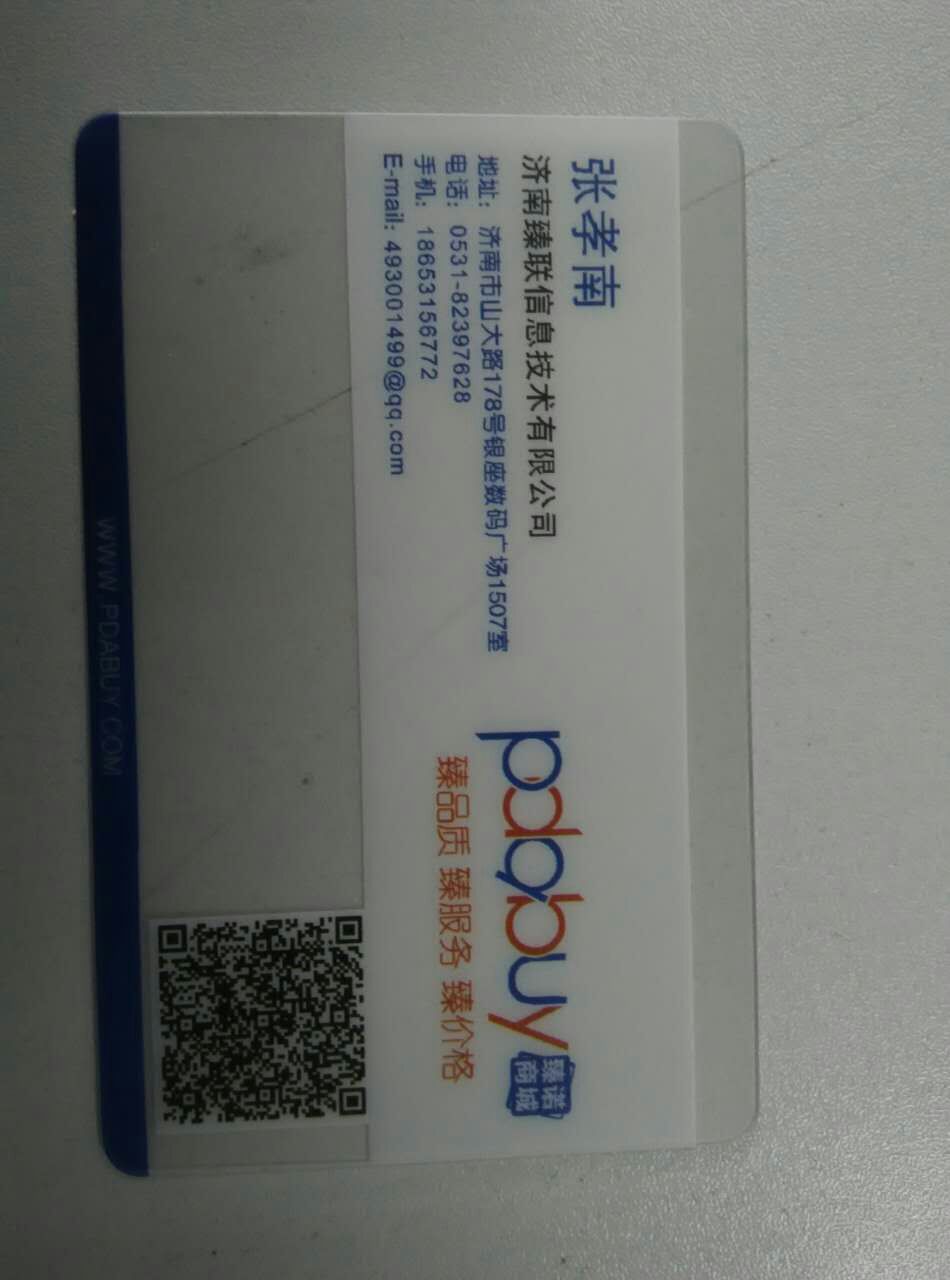 张孝南
济南臻联信息技术有限公司
地址：济南市山大路178号银座数码广场1507室
电话：0531-82397628
手机：18653156772
E-mail: 493001499@qq.com
pdabuy
臻诺
商城
臻品质 臻服务 臻价格
WWW.PDABUY.COM